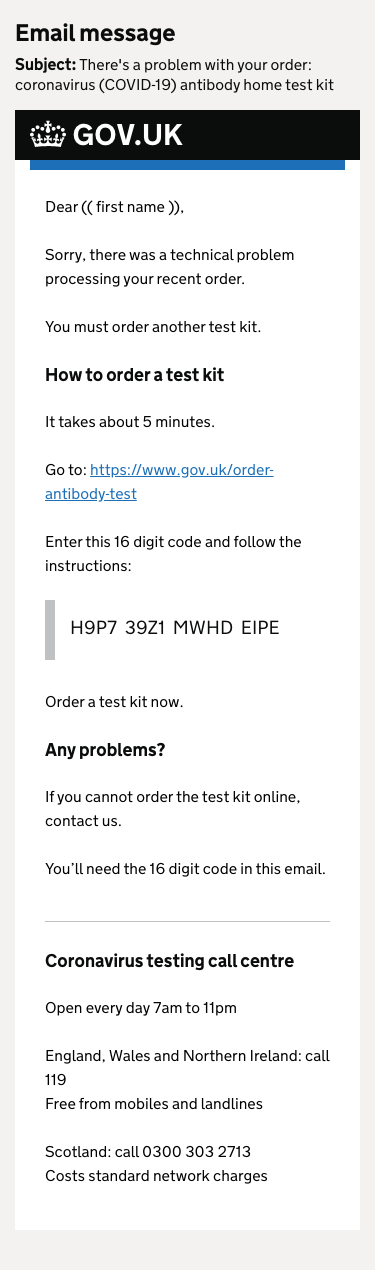 Email message
Subject: There's a problem with your order:
coronavirus (COVID-19) antibody home test kit
GOV.UK
Dear (( first name )),
Sorry, there was a technical problem
processing your recent order.
You must order another test kit.
How to order a test kit
It takes about 5 minutes.
Go to: https://www.gov.uk/order-
antibody-test
Enter this 16 digit code and follow the
instructions:
H9P7 39Z1 MWHD EIPE
Order a test kit now.
Any problems?
If you cannot order the test kit online,
contact us.
You'll need the 16 digit code in this email.
Coronavirus testing call centre
Open every day 7am to 11pm
England, Wales and Northern Ireland: call
119
Free from mobiles and landlines
Scotland: call 0300 303 2713
Costs standard network charges